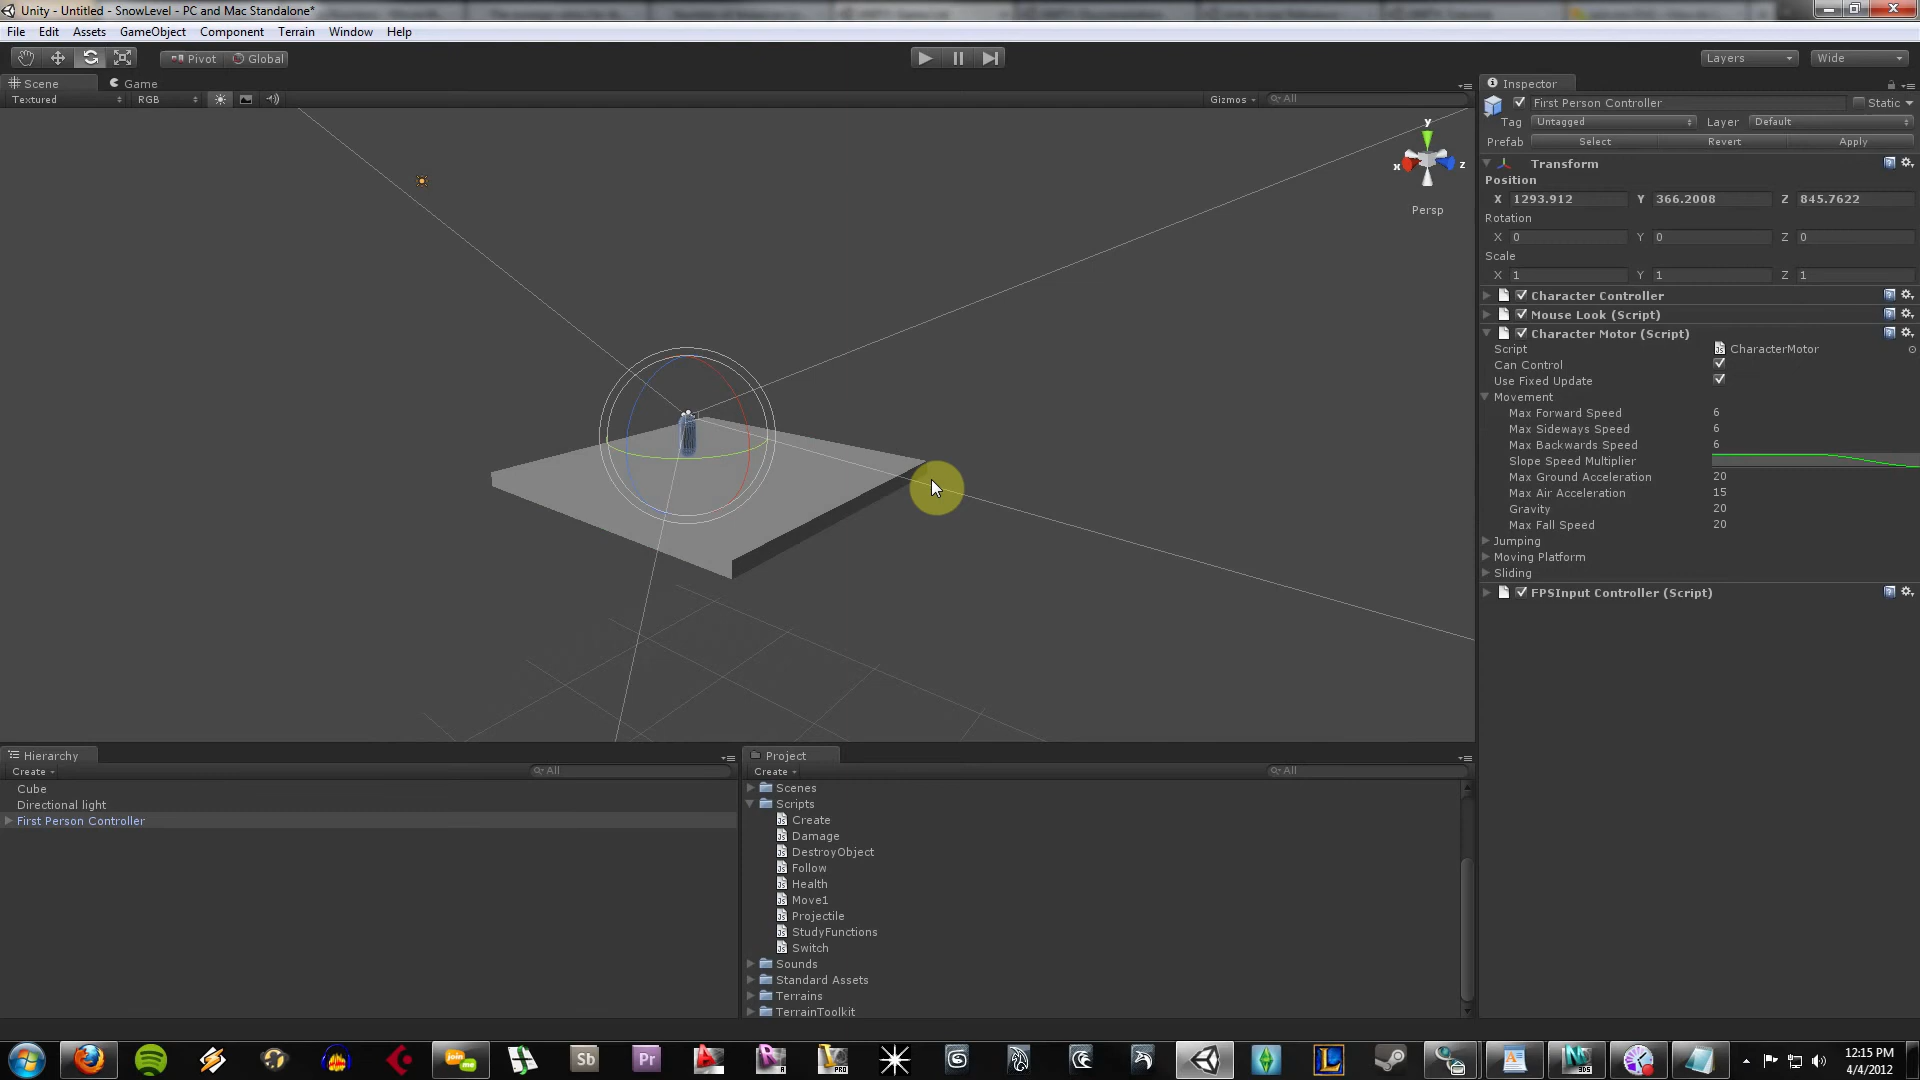 Unity - Untitled - SnowLevel - PC and Mac Standalone*
File Edit Assets GameObject Component Terrain Window Help
Pivot Global Layers Wide
Scene Game
Textured RGB Gizmos All
y
x z
Persp
Inspector
First Person Controller Static
Tag Untagged Layer Default
Prefab Select Revert Apply
Transform
Position
X 1293.912 Y 366.2008 Z 845.7622
Rotation
X 0 Y 0 Z 0
Scale
X 1 Y 1 Z 1
Character Controller
Mouse Look (Script)
Character Motor (Script)
Script CharacterMotor
Can Control
Use Fixed Update
Movement
Max Forward Speed 6
Max Sideways Speed 6
Max Backwards Speed 6
Slope Speed Multiplier
Max Ground Acceleration 20
Max Air Acceleration 15
Gravity 20
Max Fall Speed 20
Jumping
Moving Platform
Sliding
FPSInput Controller (Script)
Hierarchy
Create All
Cube
Directional light
First Person Controller
Project
Create All
Scenes
Scripts
Create
Damage
DestroyObject
Follow
Health
Move1
Projectile
StudyFunctions
Switch
Sounds
Standard Assets
Terrains
TerrainToolkit
join me Sb Pr PRO L 3DS
12:15 PM
4/4/2012